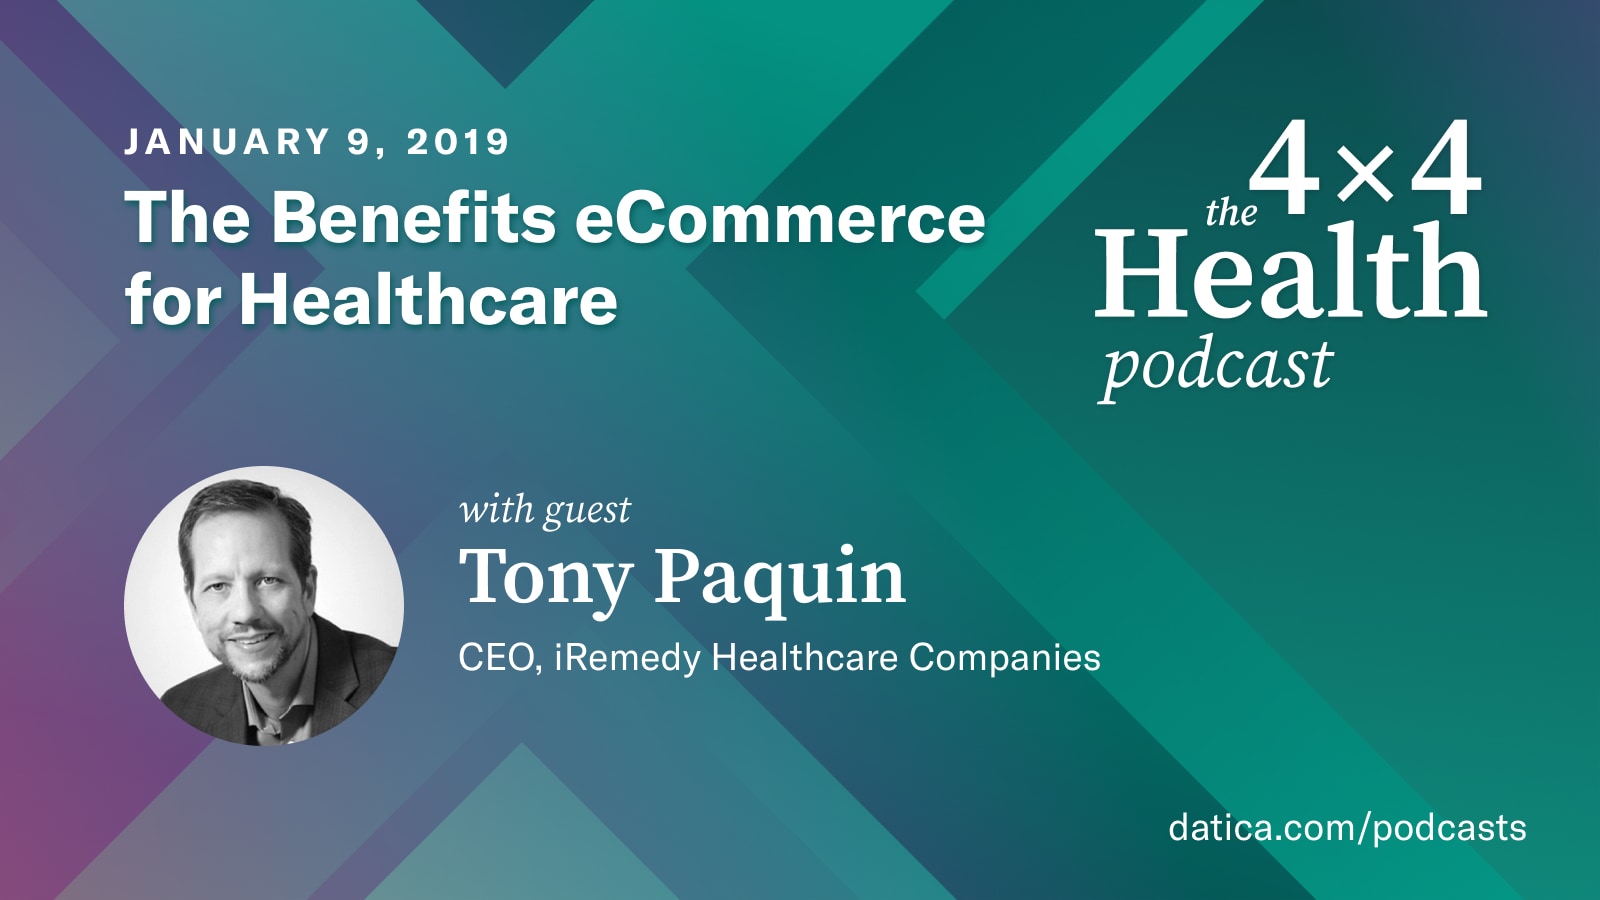 JANUARY 9, 2019
The Benefits eCommerce
for Healthcare
the 4×4
Health
podcast
with guest
Tony Paquin
CEO, iRemedy Healthcare Companies
datica.com/podcasts